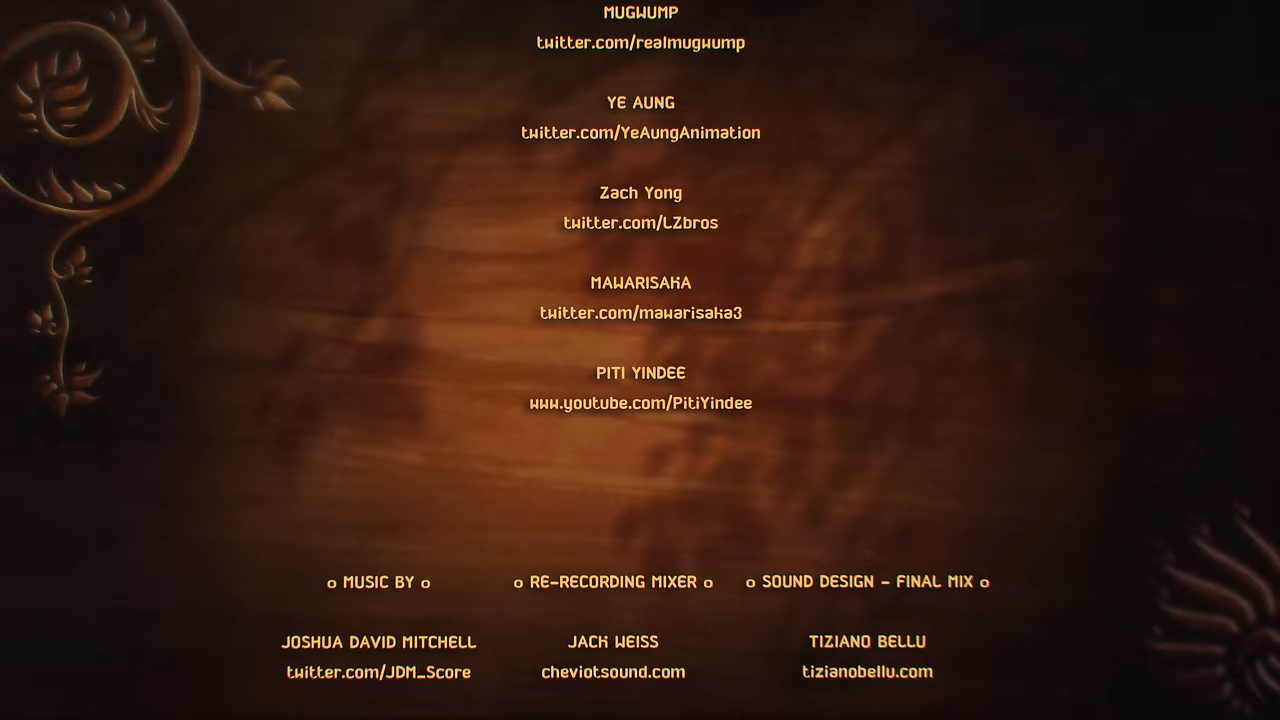 MUGWUMP
twitter.com/realmugwump
YE AUNG
twitter.com/YeAungAnimation
Zach Yong
twitter.com/LZbros
MAWARISAKA
twitter.com/mawarisaka3
PITI YINDEE
www.youtube.com/PitiYindee
o MUSIC BY o
JOSHUA DAVID MITCHELL
twitter.com/JDM_Score
o RE-RECORDING MIXER o
JACK WEISS
cheviotsound.com
o SOUND DESIGN - FINAL MIX o
TIZIANO BELLU
tizianobellu.com